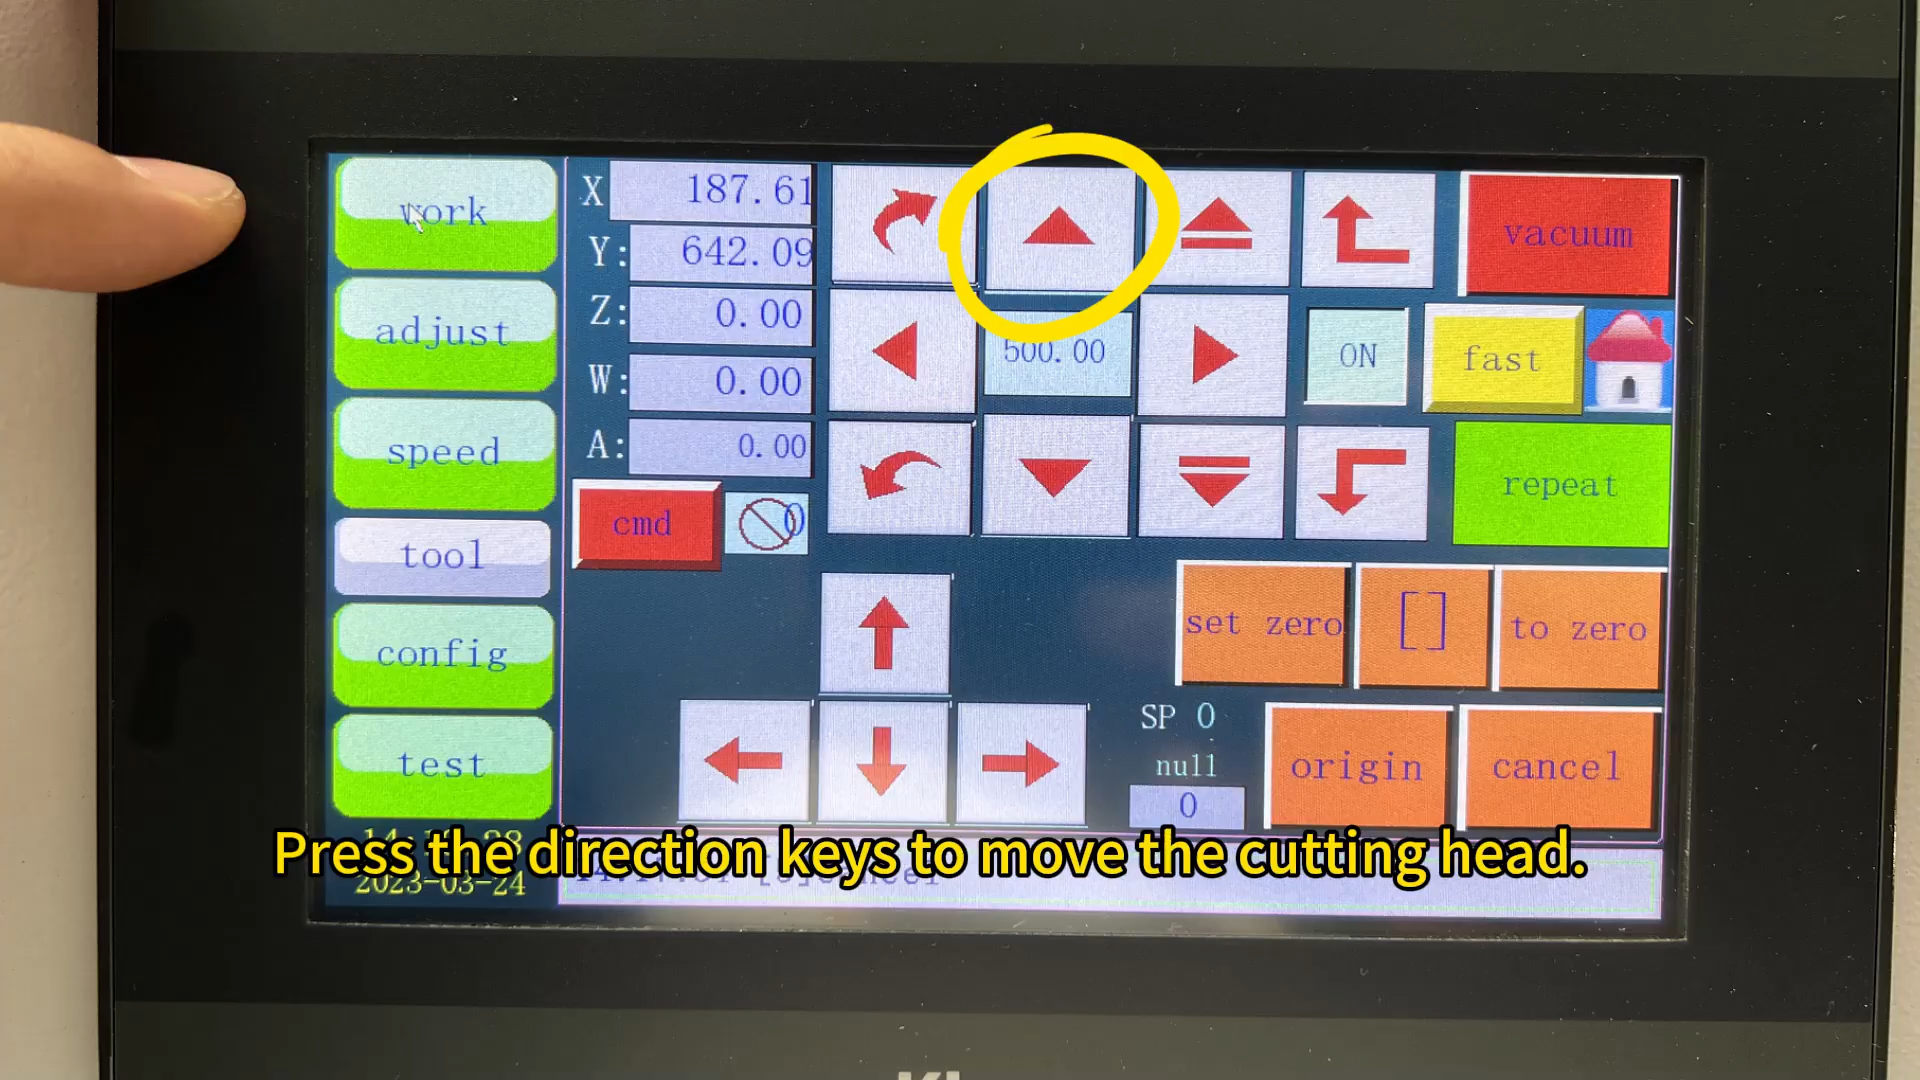 work
adjust
speed
tool
config
test
X 187.61
Y: 642.09
Z: 0.00
W: 0.00
A: 0.00
cmd
0
500.00
ON
fast
vacuum
repeat
set zero
[]
to zero
SP 0
null
0
origin
cancel
Press the direction keys to move the cutting head.
2023-03-24